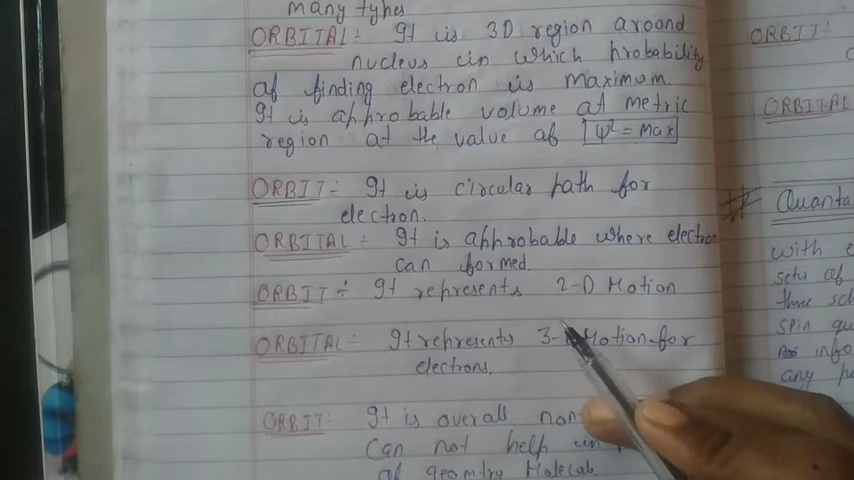 many types.
ORBITAL:- It is 3D region around
nucleus in which probability
of finding electron is maximum.
It is approbable volume at metric
region at the value of ψ² = Max
ORBIT:- It is circular path for
electron.
ORBITAL:- It is approbable where electron
can formed.
ORBIT:- It represents 2-D Motion
ORBITAL:- It represents 3- Motion for
electrons.
ORBIT:- It is overall non
can not help in
of geomtry Molecul
ORBIT:
ORBITAL
# Quanta
with
sets of
three
spin qu
info
any